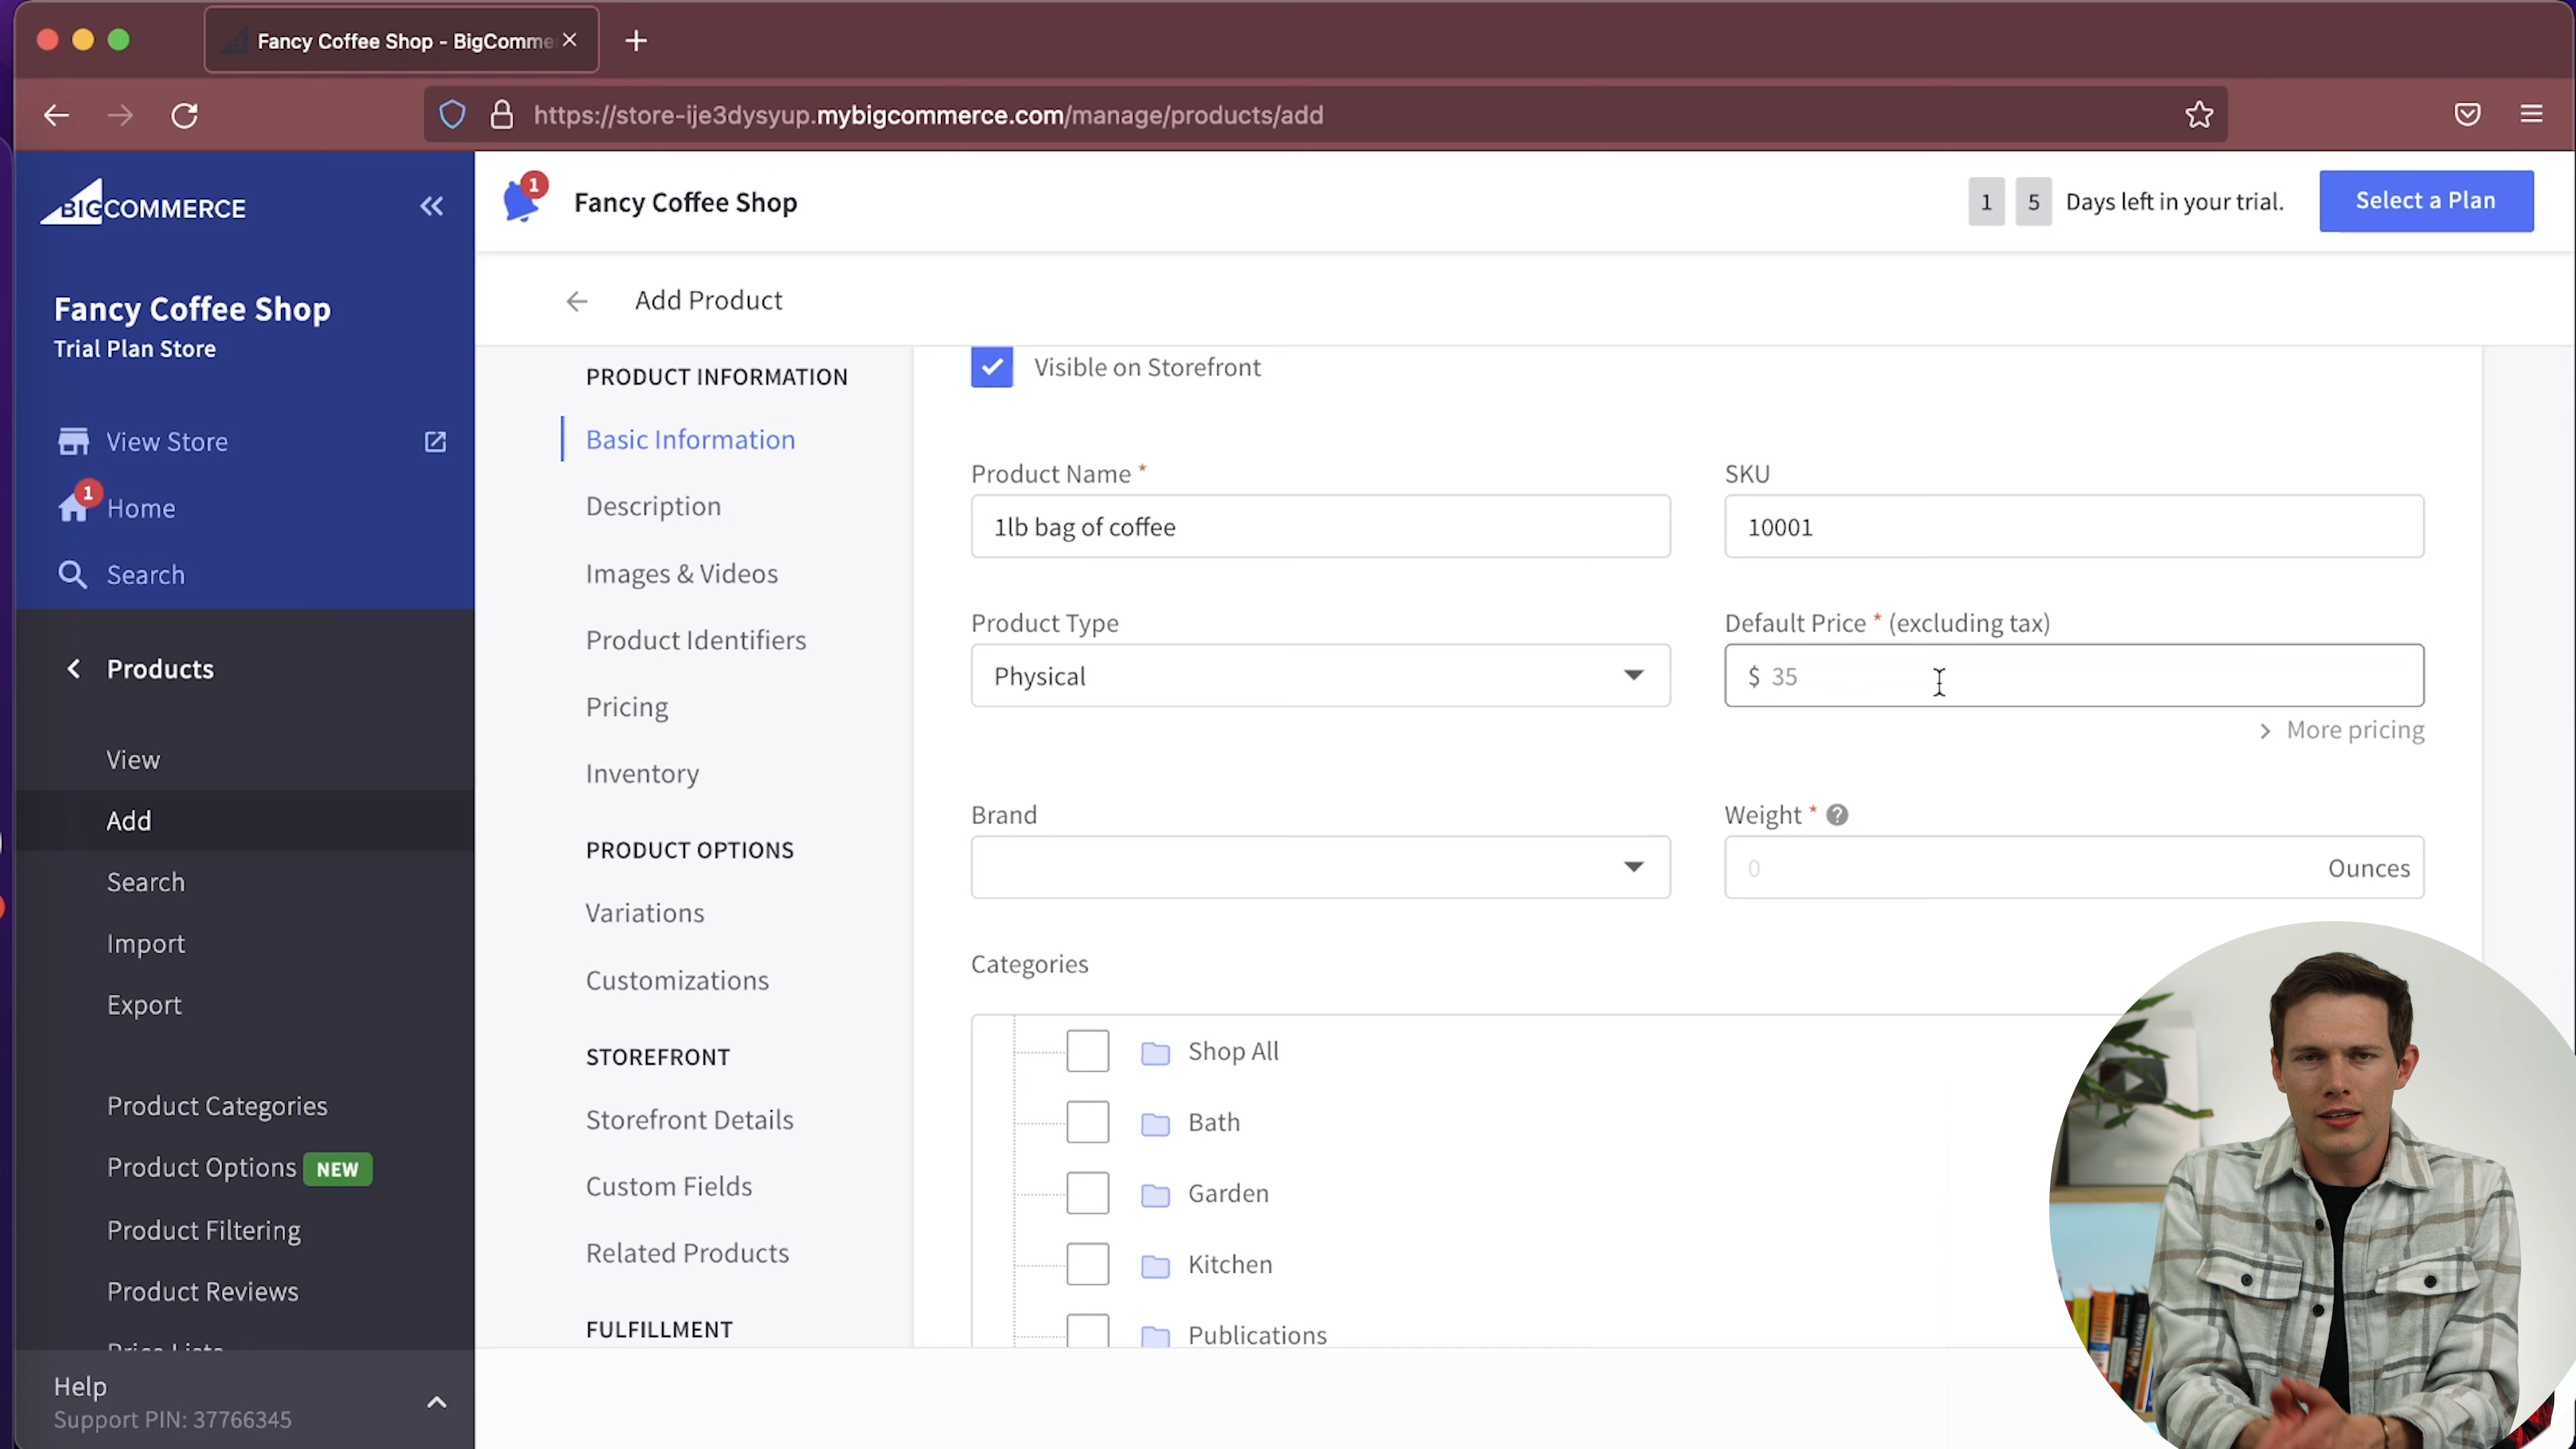 Fancy Coffee Shop - BigComme
https://store-ije3dysyup.mybigcommerce.com/manage/products/add
BIGCOMMERCE
Fancy Coffee Shop
Trial Plan Store
View Store
1
Home
Search
Products
View
Add
Search
Import
Export
Product Categories
Product Options NEW
Product Filtering
Product Reviews
Price Lists
Help
Support PIN: 37766345
1
Fancy Coffee Shop
1 5 Days left in your trial.
Select a Plan
Add Product
PRODUCT INFORMATION
Basic Information
Description
Images & Videos
Product Identifiers
Pricing
Inventory
PRODUCT OPTIONS
Variations
Customizations
STOREFRONT
Storefront Details
Custom Fields
Related Products
FULFILLMENT
Visible on Storefront
Product Name *
1lb bag of coffee
SKU
10001
Product Type
Physical
Default Price * (excluding tax)
$ 35
More pricing
Brand
Weight * ?
0
Ounces
Categories
Shop All
Bath
Garden
Kitchen
Publications